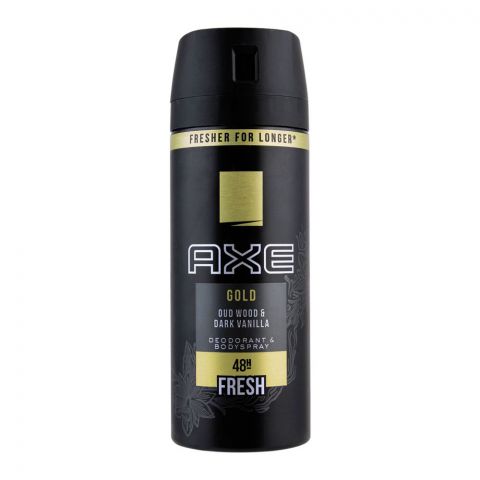 FRESHER FOR LONGER*
AXE
GOLD
OUD WOOD &
DARK VANILLA
DEODORANT &
BODYSPRAY
48H
FRESH